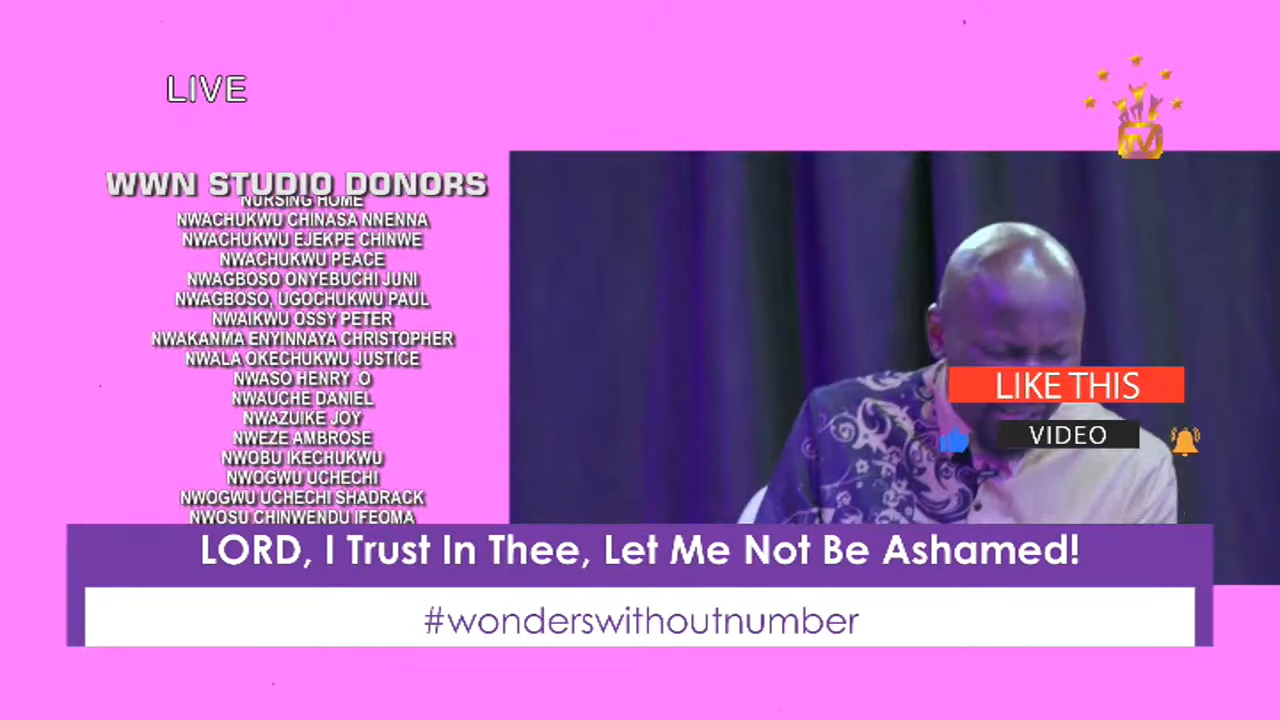 LIVE
TV
WWN STUDIO DONORS
NURSING HOME
NWACHUKWU CHINASA NNENNA
NWACHUKWU EJEKPE CHINWE
NWACHUKWU PEACE
NWAGBOSO ONYEBUCHI JUNI
NWAGBOSO, UGOCHUKWU PAUL
NWAIKWU OSSY PETER
NWAKANMA ENYINNAYA CHRISTOPHER
NWALA OKECHUKWU JUSTICE
NWASO HENRY .O
NWAUCHE DANIEL
NWAZUIKE JOY
NWEZE AMBROSE
NWOBU IKECHUKWU
NWOGWU UCHECHI
NWOGWU UCHECHI SHADRACK
NWOSU CHINWENDU IFEOMA
LIKE THIS
VIDEO
LORD, I Trust In Thee, Let Me Not Be Ashamed!
#wonderswithoutnumber